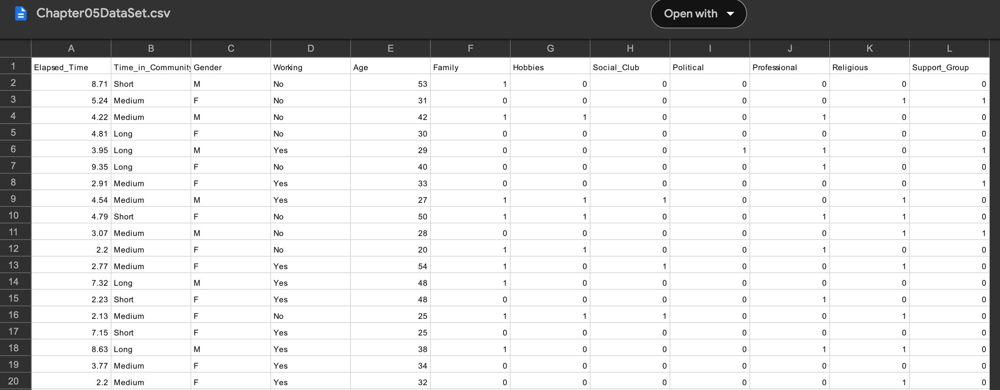 Chapter05DataSet.csv Open with
A B C D E F G H I J K L
1 Elapsed_Time Time_in_Community Gender Working Age Family Hobbies Social_Club Political Professional Religious Support_Group
2 8.71 Short M No 53 1 0 0 0 0 0 0
3 5.24 Medium F No 31 0 0 0 0 0 1 1
4 4.22 Medium M No 42 1 1 0 0 1 0 0
5 4.81 Long F No 30 0 0 0 0 0 0 0
6 3.95 Long M Yes 29 0 0 0 1 1 0 1
7 9.35 Long F No 40 0 0 0 0 1 0 0
8 2.91 Medium F Yes 33 0 0 0 0 0 0 1
9 4.54 Medium M Yes 27 1 1 1 0 0 1 0
10 4.79 Short F No 50 1 1 0 0 1 1 0
11 3.07 Medium M No 28 0 0 0 0 0 1 1
12 2.2 Medium F No 20 1 1 0 0 1 0 0
13 2.77 Medium F Yes 54 1 0 1 0 0 1 0
14 7.32 Long M Yes 48 1 0 0 0 0 0 0
15 2.23 Short F Yes 48 0 0 0 0 1 0 0
16 2.13 Medium F No 25 1 1 1 0 0 1 0
17 7.15 Short F Yes 25 0 0 0 0 0 0 0
18 8.63 Long M Yes 38 1 0 0 0 1 1 0
19 3.77 Medium F Yes 34 0 0 0 0 0 0 0
20 2.2 Medium F Yes 32 0 0 0 0 0 1 0